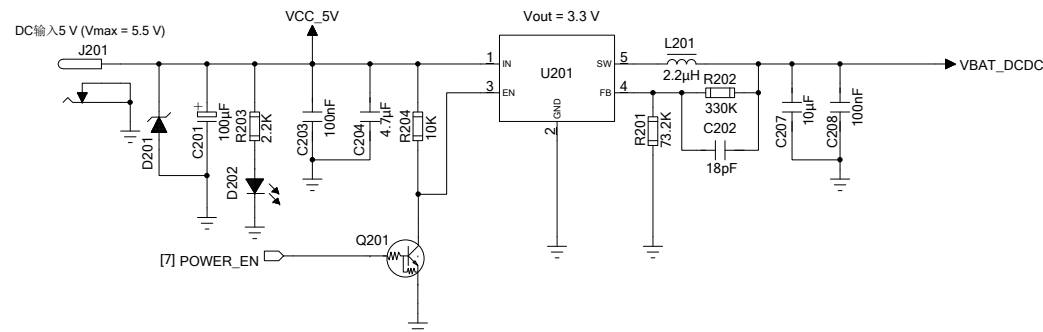 VCC_5V
Vout = 3.3 V
DC输入5 V (Vmax = 5.5 V)
J201
1
IN
U201
SW
5
L201
2.2μH
VBAT_DCDC
3
EN
FB
4
R202
330K
GND
2
D201
C201
+
100μF
R203
2.2K
D202
C203
100nF
C204
4.7μF
R204
10K
R201
73.2K
C202
18pF
C207
10μF
C208
100nF
Q201
[7] POWER_EN